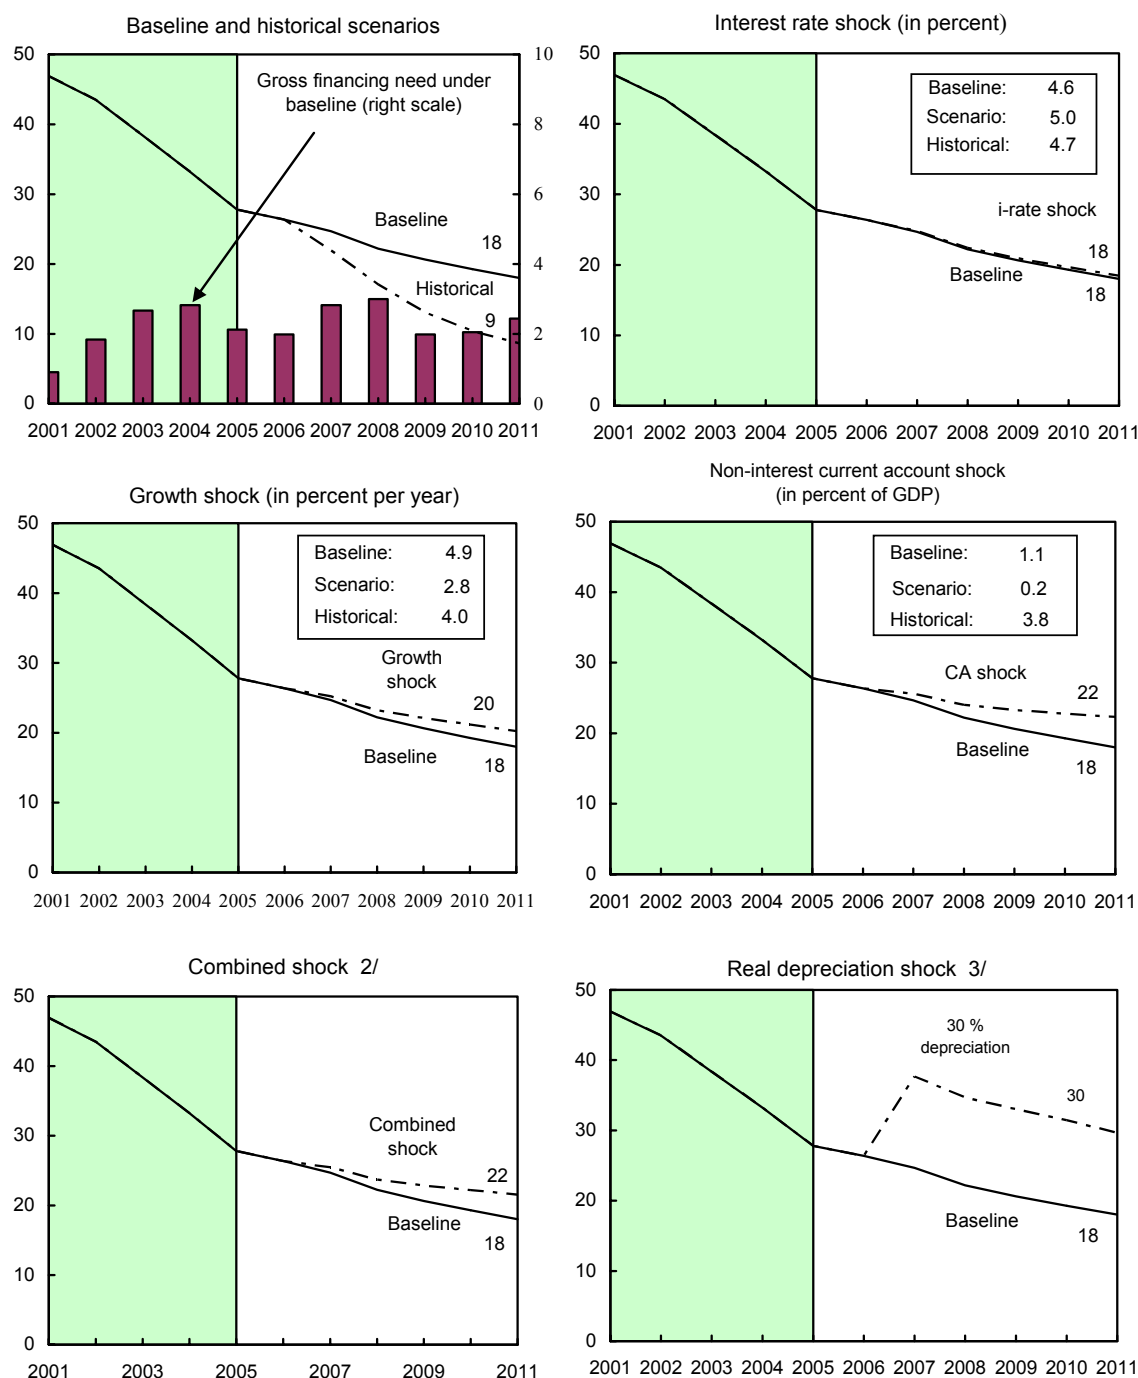 Baseline and historical scenarios
50
40
30
20
10
0
10
8
6
4
2
0
Gross financing need under
baseline (right scale)
Baseline
18
Historical
9
2001 2002 2003 2004 2005 2006 2007 2008 2009 2010 2011
Interest rate shock (in percent)
50
40
30
20
10
0
Baseline: 4.6
Scenario: 5.0
Historical: 4.7
i-rate shock
18
Baseline
18
2001 2002 2003 2004 2005 2006 2007 2008 2009 2010 2011
Growth shock (in percent per year)
50
40
30
20
10
0
Baseline: 4.9
Scenario: 2.8
Historical: 4.0
Growth
shock
20
Baseline
18
2001 2002 2003 2004 2005 2006 2007 2008 2009 2010 2011
Non-interest current account shock
(in percent of GDP)
50
40
30
20
10
0
Baseline: 1.1
Scenario: 0.2
Historical: 3.8
CA shock
22
Baseline
18
2001 2002 2003 2004 2005 2006 2007 2008 2009 2010 2011
Combined shock 2/
50
40
30
20
10
0
Combined
shock
22
Baseline
18
2001 2003 2005 2007 2009 2011
Real depreciation shock 3/
50
40
30
20
10
0
30 %
depreciation
30
Baseline
18
2001 2002 2003 2004 2005 2006 2007 2008 2009 2010 2011